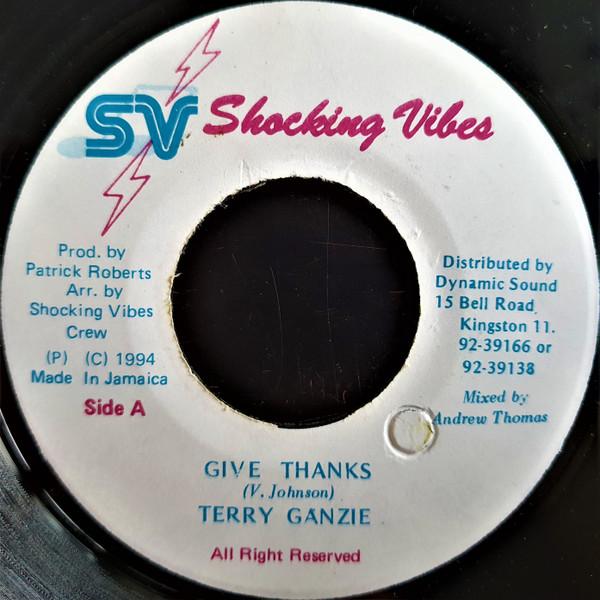 SV Shocking Vibes
Prod. by
Patrick Roberts
Arr. by
Shocking Vibes
Crew
(P) (C) 1994
Made In Jamaica
Side A
Distributed by
Dynamic Sound
15 Bell Road
Kingston 11.
92-39166 or
92-39138
Mixed by
Andrew Thomas
GIVE THANKS
(V. Johnson)
TERRY GANZIE
All Right Reserved